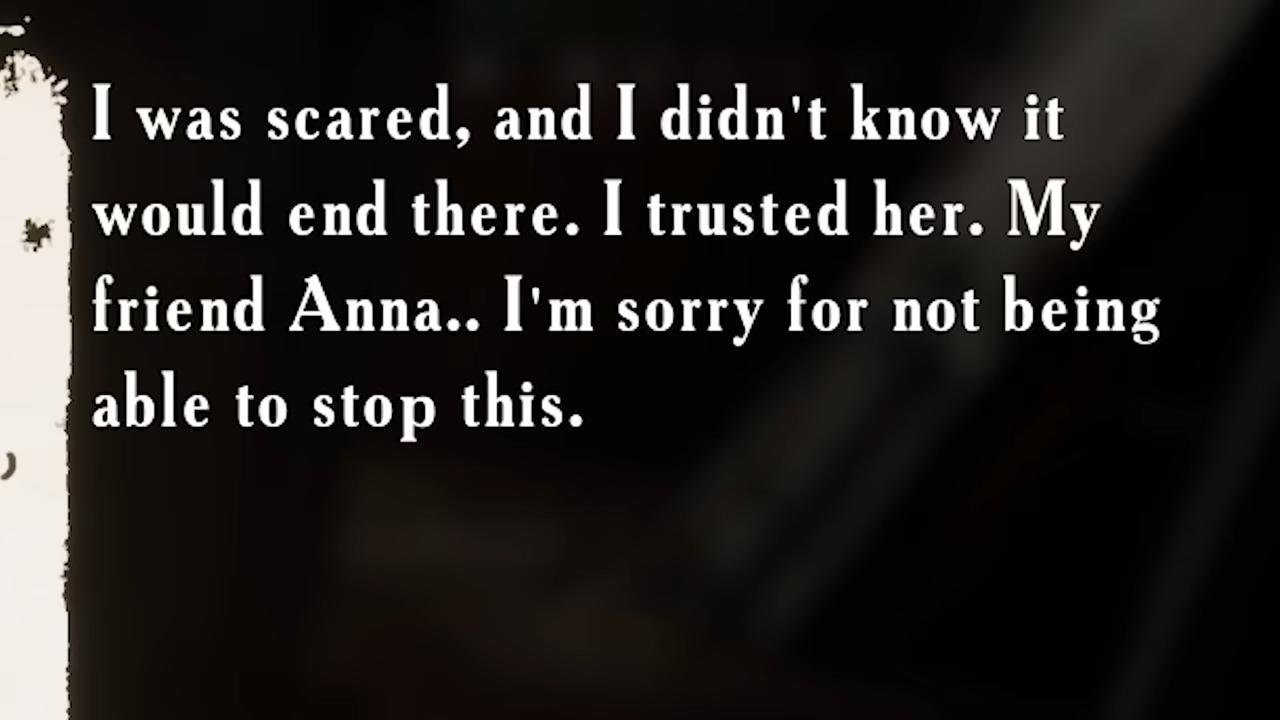 I was scared, and I didn't know it
would end there. I trusted her. My
friend Anna.. I'm sorry for not being
able to stop this.